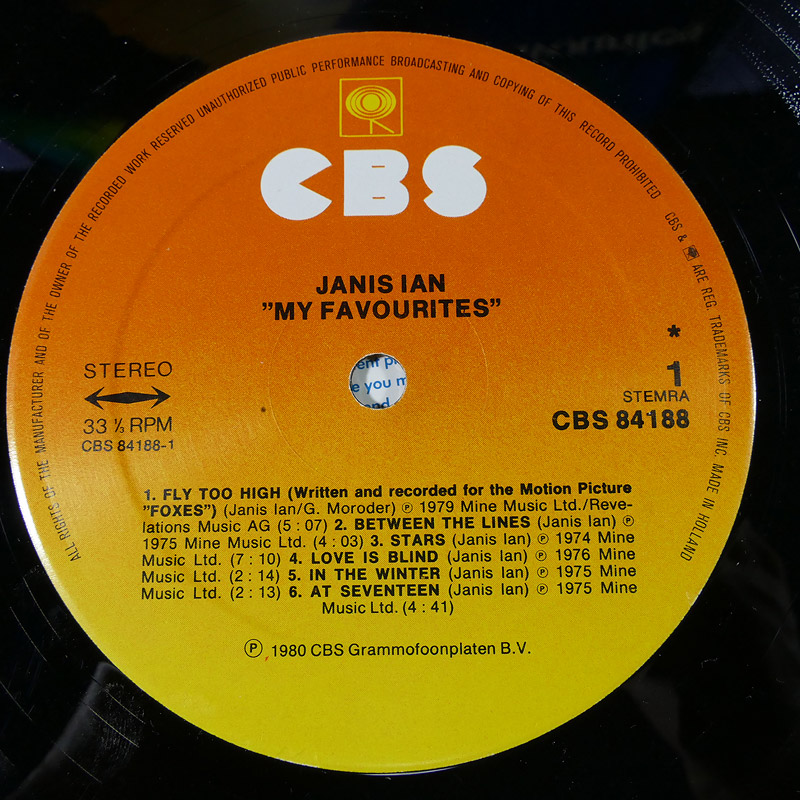 ALL RIGHTS OF THE MANUFACTURER AND OF THE OWNER OF THE RECORDED WORK RESERVED UNAUTHORIZED PUBLIC PERFORMANCE BROADCASTING AND COPYING OF THIS RECORD PROHIBITED
CBS & ARE REG. TRADEMARKS OF CBS INC. MADE IN HOLLAND
CBS
JANIS IAN
"MY FAVOURITES"
STEREO
33 ⅓ RPM
CBS 84188-1
*
1
STEMRA
CBS 84188
e you m
1. FLY TOO HIGH (Written and recorded for the Motion Picture
"FOXES") (Janis Ian/G. Moroder) ℗ 1979 Mine Music Ltd./Reve-
lations Music AG (5 : 07) 2. BETWEEN THE LINES (Janis Ian) ℗
1975 Mine Music Ltd. (4 : 03) 3. STARS (Janis Ian) ℗ 1974 Mine
Music Ltd. (7 : 10) 4. LOVE IS BLIND (Janis Ian) ℗ 1976 Mine
Music Ltd. (2 : 14) 5. IN THE WINTER (Janis Ian) ℗ 1975 Mine
Music Ltd. (2 : 13) 6. AT SEVENTEEN (Janis Ian) ℗ 1975 Mine
Music Ltd. (4 : 41)
℗ 1980 CBS Grammofoonplaten B.V.